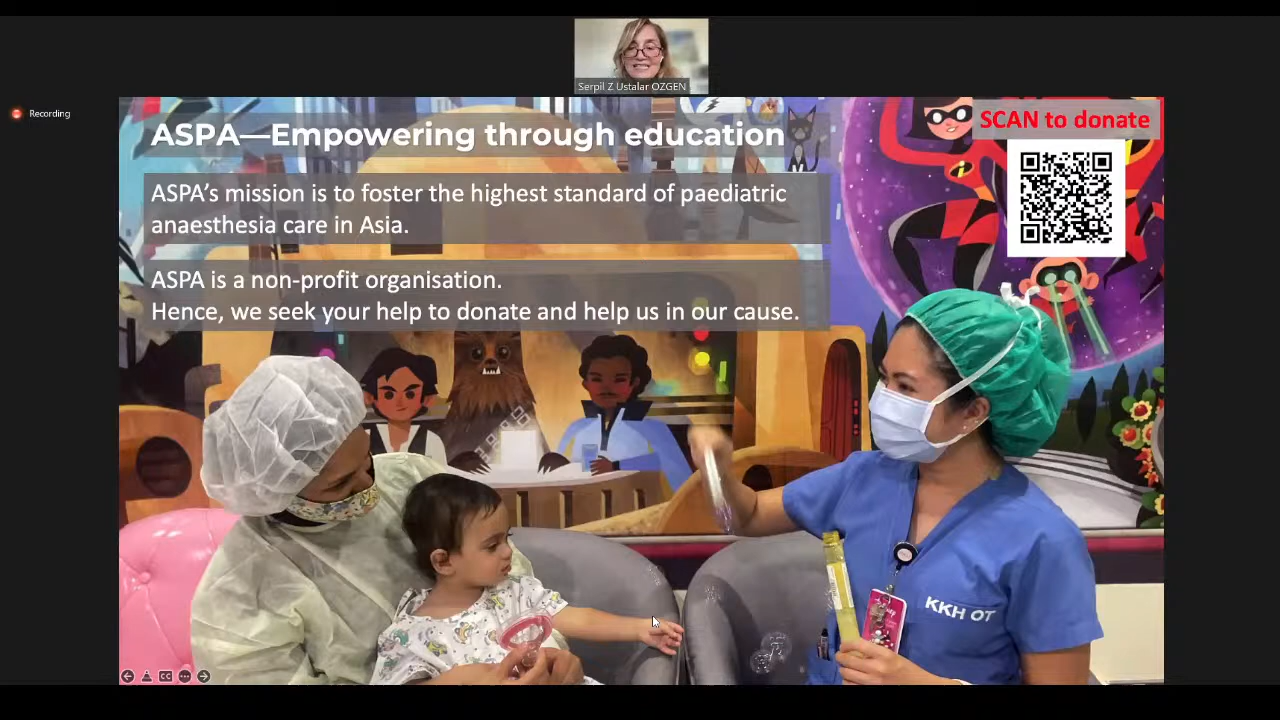 Serpil Z Ustalar OZGEN
Recording
ASPA—Empowering through education
SCAN to donate
ASPA's mission is to foster the highest standard of paediatric
anaesthesia care in Asia.
ASPA is a non-profit organisation.
Hence, we seek your help to donate and help us in our cause.
KKH OT
CC